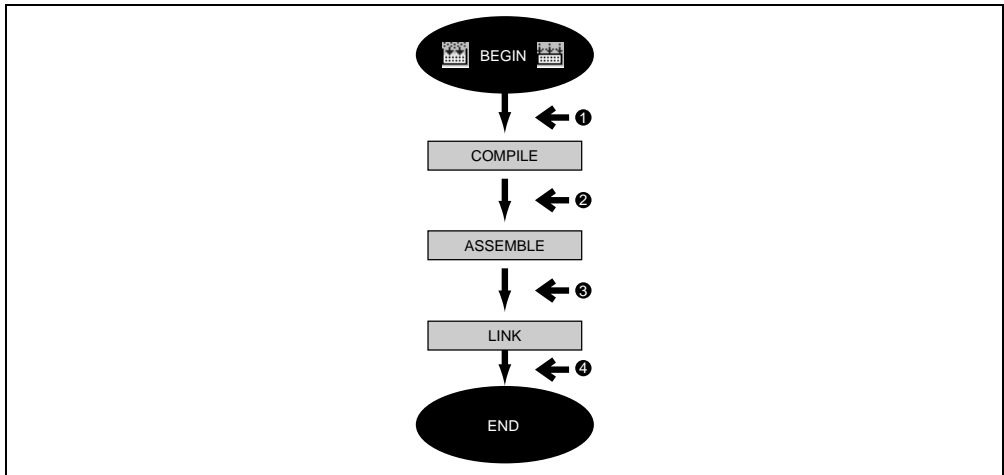 BEGIN
❶
COMPILE
❷
ASSEMBLE
❸
LINK
❹
END